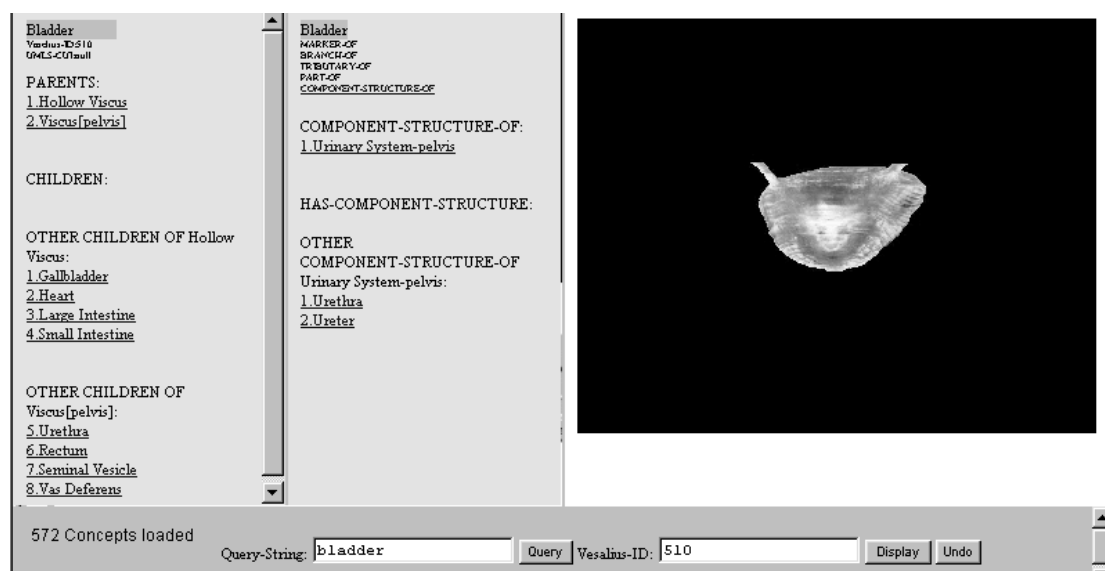 Bladder
Vesalius-ID:510
UMLS-CUI:null
PARENTS:
1.Hollow Viscus
2.Viscus[pelvis]
CHILDREN:
OTHER CHILDREN OF Hollow
Viscus:
1.Gallbladder
2.Heart
3.Large Intestine
4.Small Intestine
OTHER CHILDREN OF
Viscus[pelvis]:
5.Urethra
6.Rectum
7.Seminal Vesicle
8.Vas Deferens
Bladder
MARKER-OF
BRANCH-OF
TRIBUTARY-OF
PART-OF
COMPONENT-STRUCTURE-OF
COMPONENT-STRUCTURE-OF:
1.Urinary System-pelvis
HAS-COMPONENT-STRUCTURE:
OTHER
COMPONENT-STRUCTURE-OF
Urinary System-pelvis:
1.Urethra
2.Ureter
572 Concepts loaded
Query-String: bladder Query Vesalius-ID: 510 Display Undo